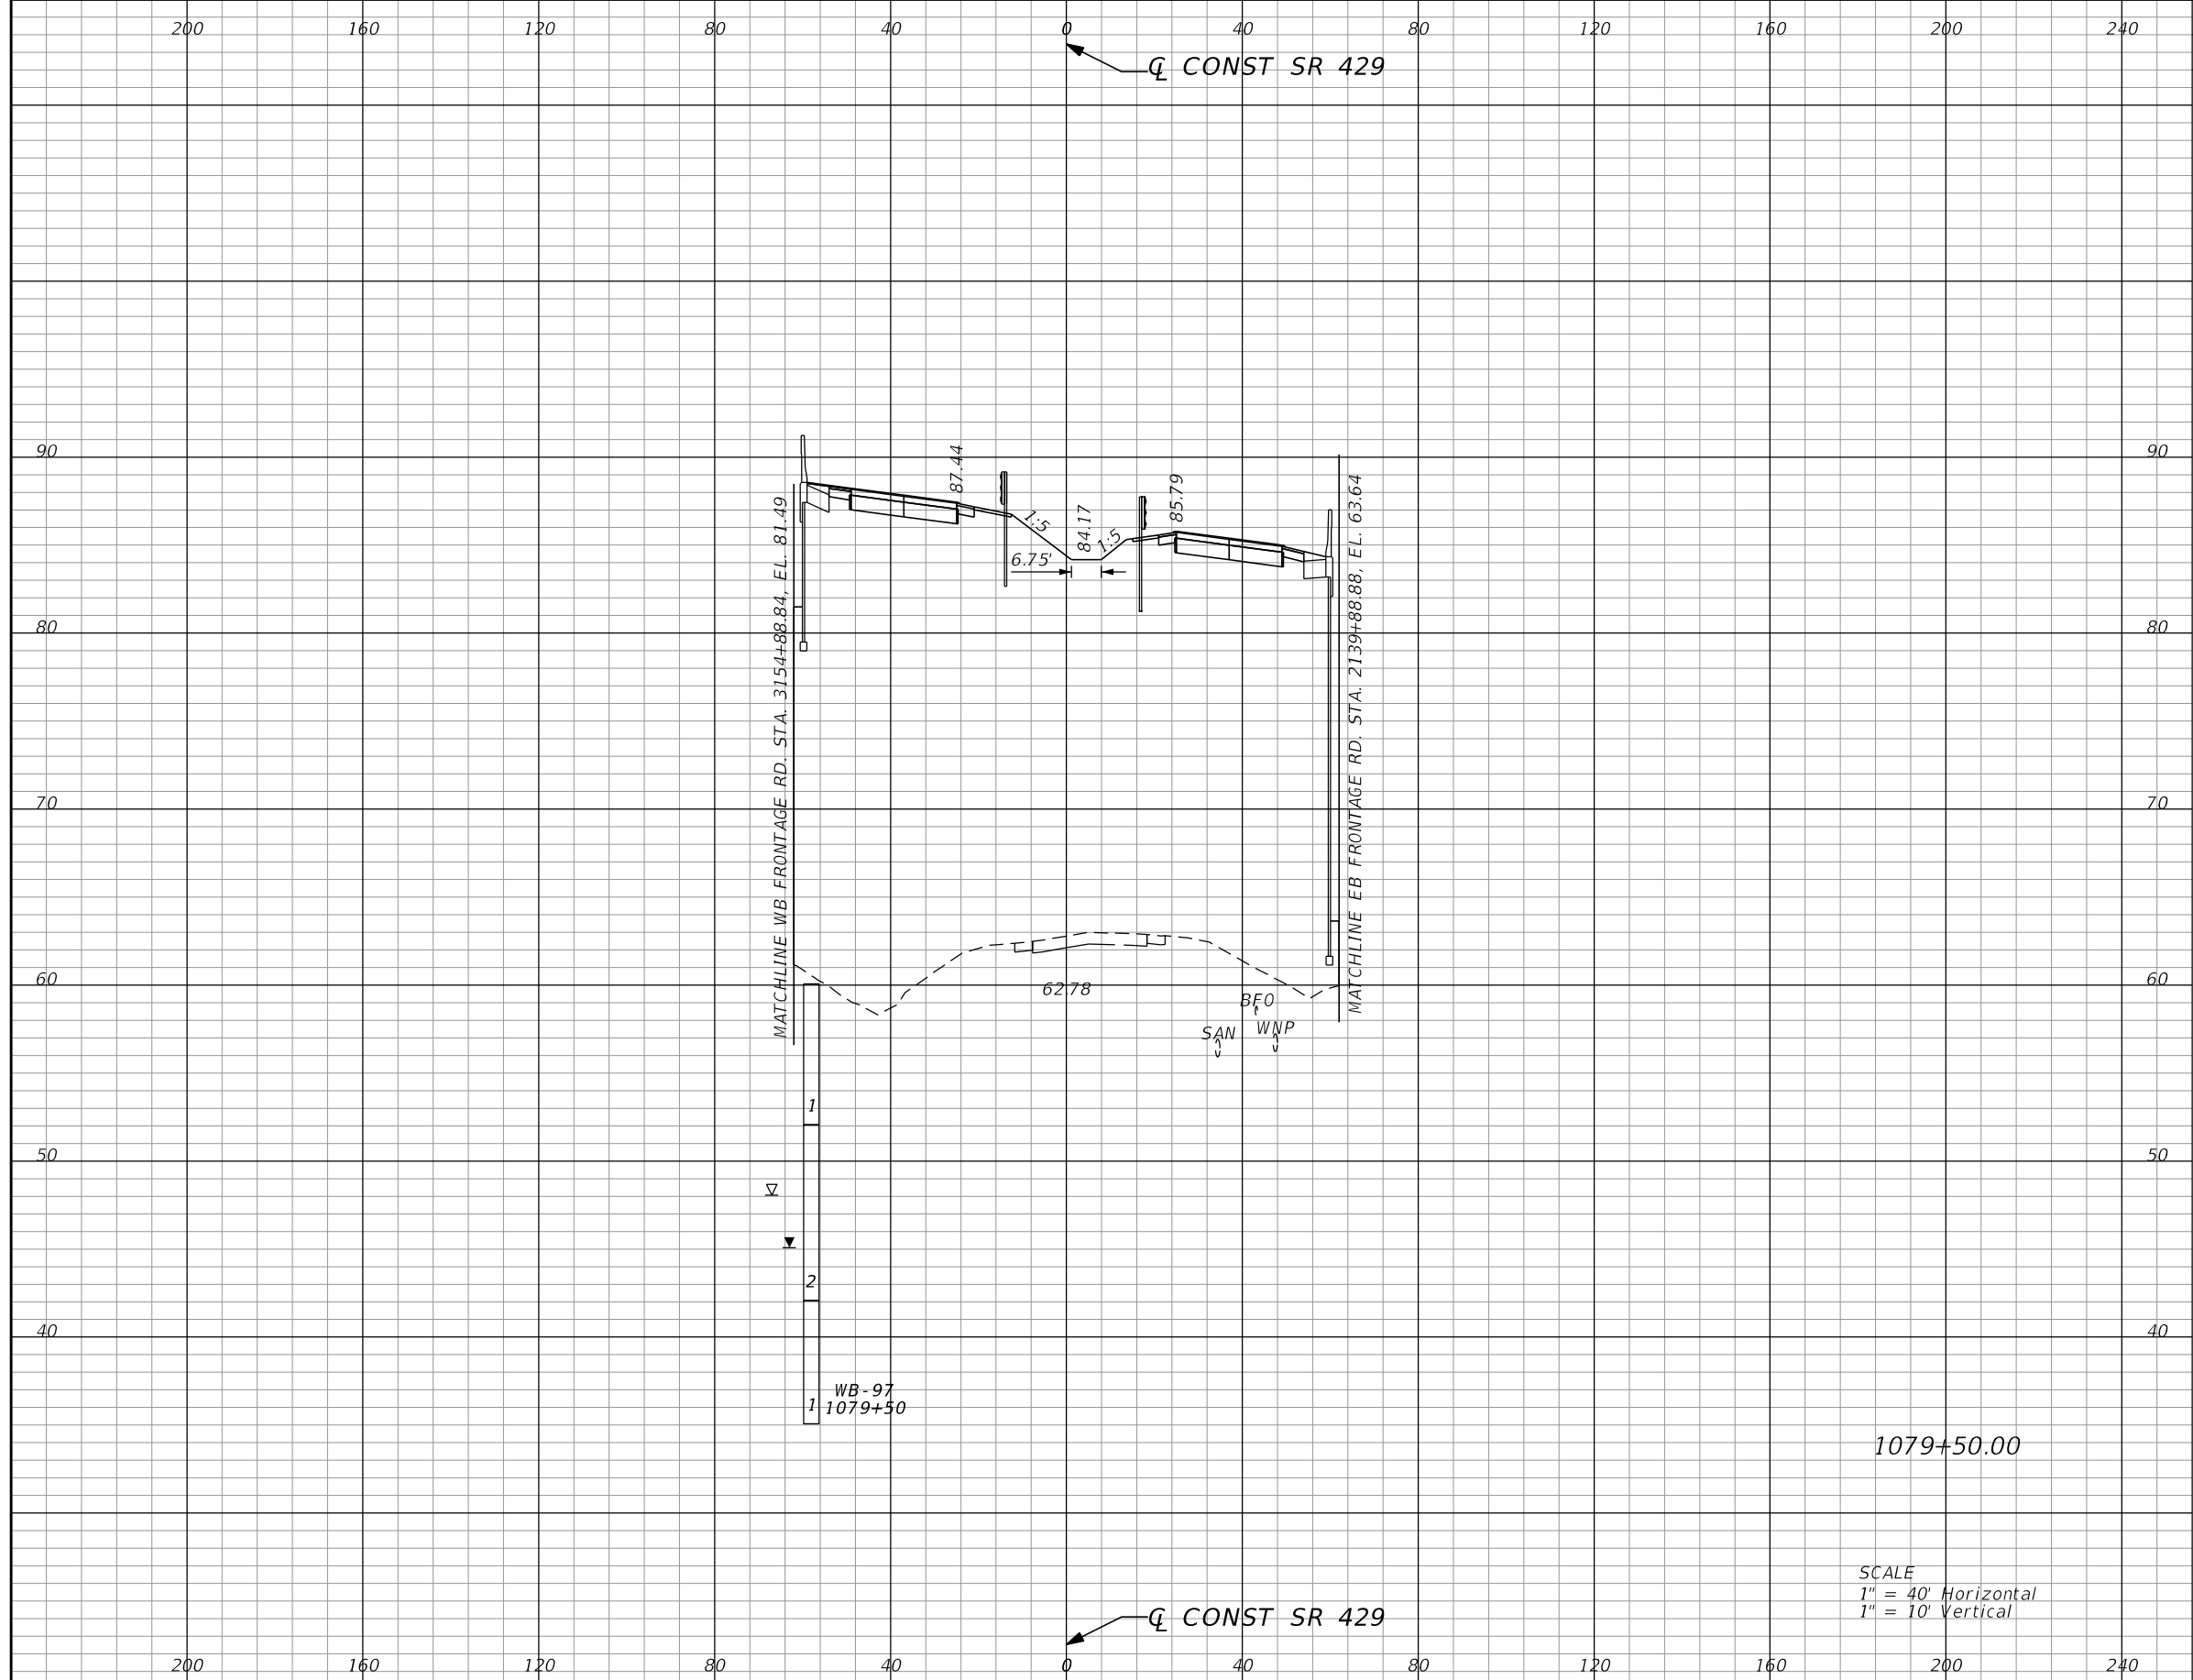 200 160 120 80 40 0 40 80 120 160 200 240
℄ CONST SR 429
90 90
87.44
85.79
84.17
1:5
1:5
6.75'
MATCHLINE WB FRONTAGE RD. STA. 3154+88.84, EL. 81.49
MATCHLINE EB FRONTAGE RD. STA. 2139+88.88, EL. 63.64
80 80
70 70
60 60
62.78
BFO
SAN
WNP
1
50 50
2
40 40
1
WB-97
1079+50
1079+50.00
SCALE
1" = 40' Horizontal
1" = 10' Vertical
℄ CONST SR 429
200 160 120 80 40 0 40 80 120 160 200 240